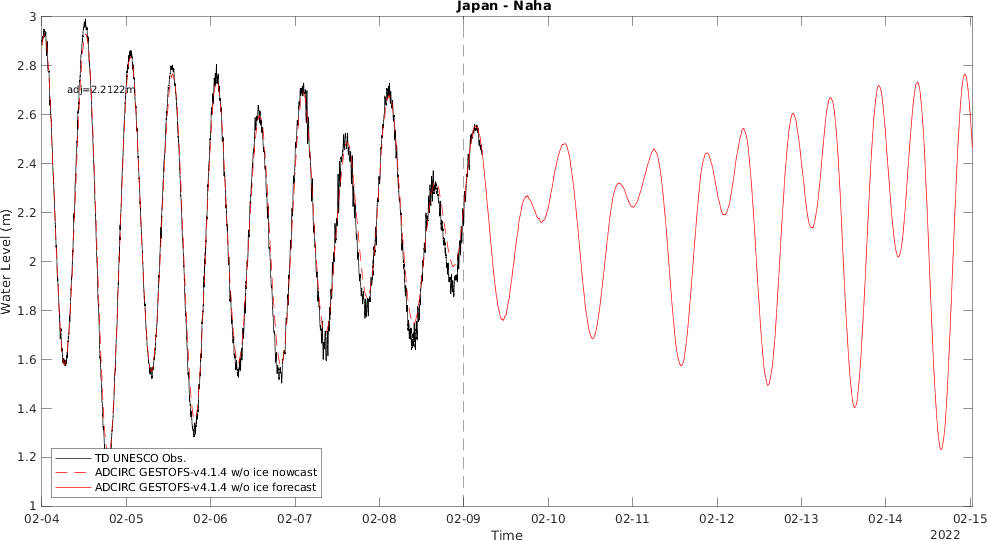 Japan - Naha
3
2.8
2.6
2.4
2.2
2
1.8
1.6
1.4
1.2
1
Water Level (m)
adj=2.2122m
TD UNESCO Obs.
ADCIRC GESTOFS-v4.1.4 w/o ice nowcast
ADCIRC GESTOFS-v4.1.4 w/o ice forecast
02-04 02-05 02-06 02-07 02-08 02-09 02-10 02-11 02-12 02-13 02-14 02-15
Time
2022